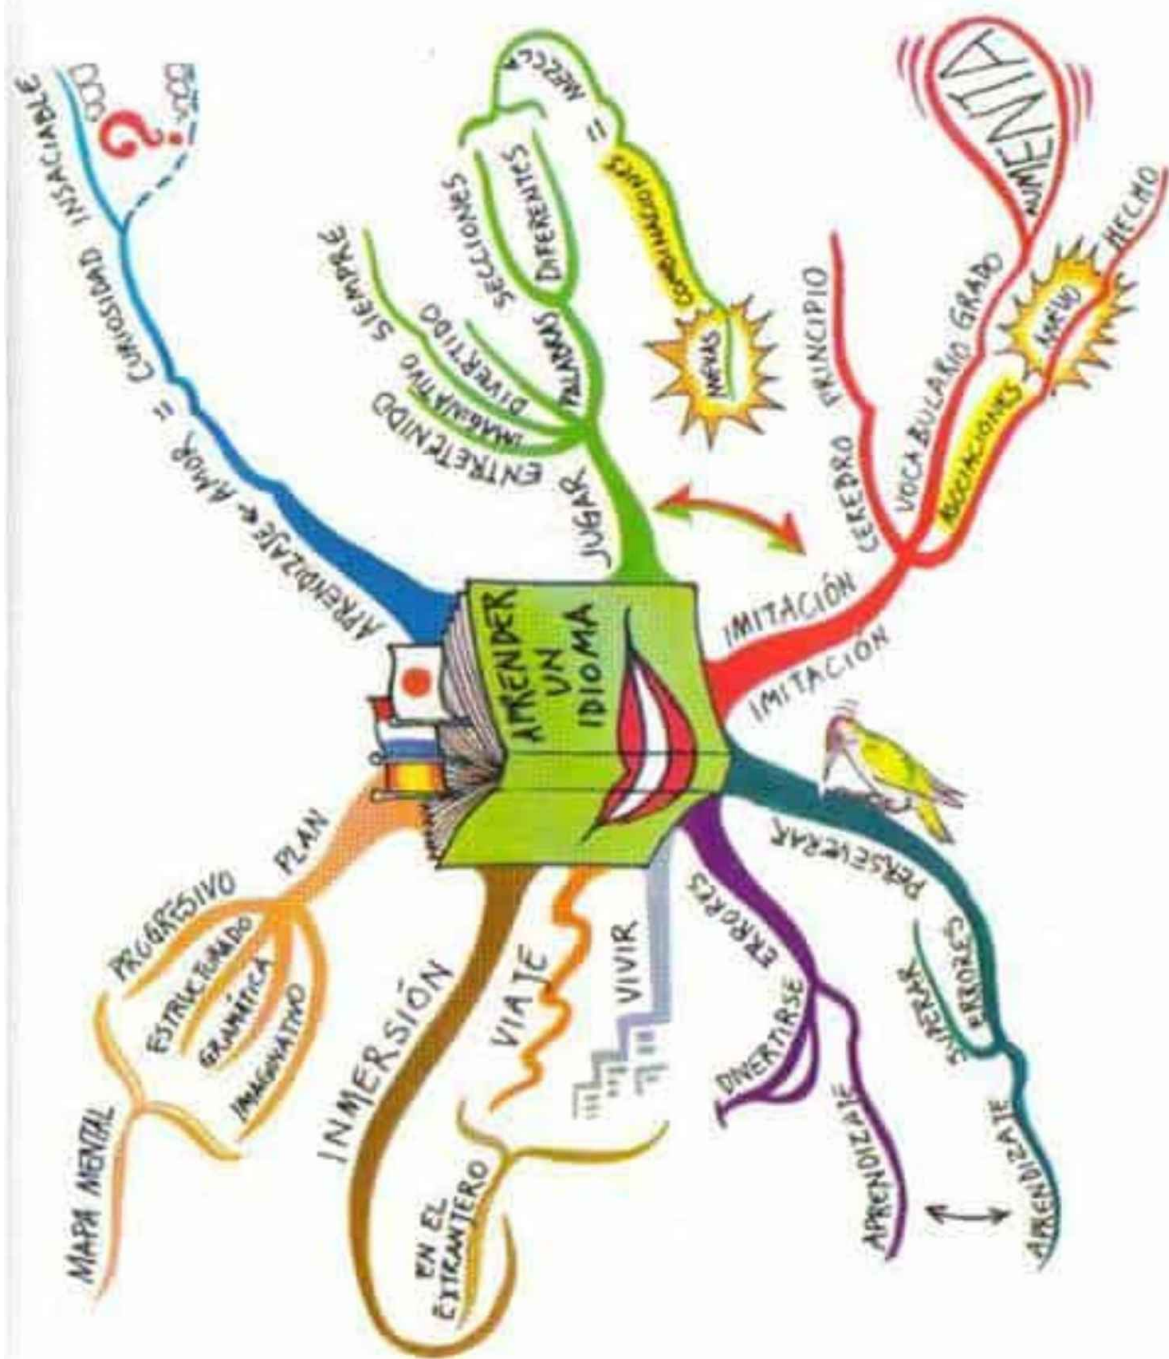 APRENDER
UN
IDIOMA
JUGAR
PALABRAS
DIFERENTES
SECCIONES
MEZCLA
=
COMBINACIONES
NUEVAS
DIVERTIDO
IMAGINATIVO
SIEMPRE
ENTRETENIDO
IMITACIÓN
IMITACIÓN
CEREBRO PRINCIPIO
VOCABULARIO GRADO
AUMENTA
ASOCIACIONES
NUEVO
HECHO
PERSEVERAR
SUPERAR
ERRORES
APRENDIZAJE
ERRORES
DIVERTIRSE
APRENDIZAJE
VIVIR
VIAJE
INMERSIÓN
EN EL
EXTRANJERO
PLAN
PROGRESIVO
ESTRUCTURADO
GRAMÁTICA
IMAGINATIVO
MAPA MENTAL
APRENDIZAJE AMOR = CURIOSIDAD INSACIABLE
¿